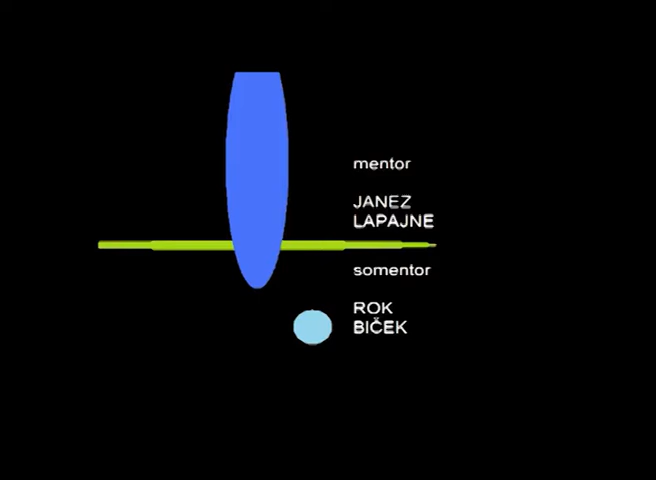 mentor
JANEZ
LAPAJNE
somentor
ROK
BIČEK